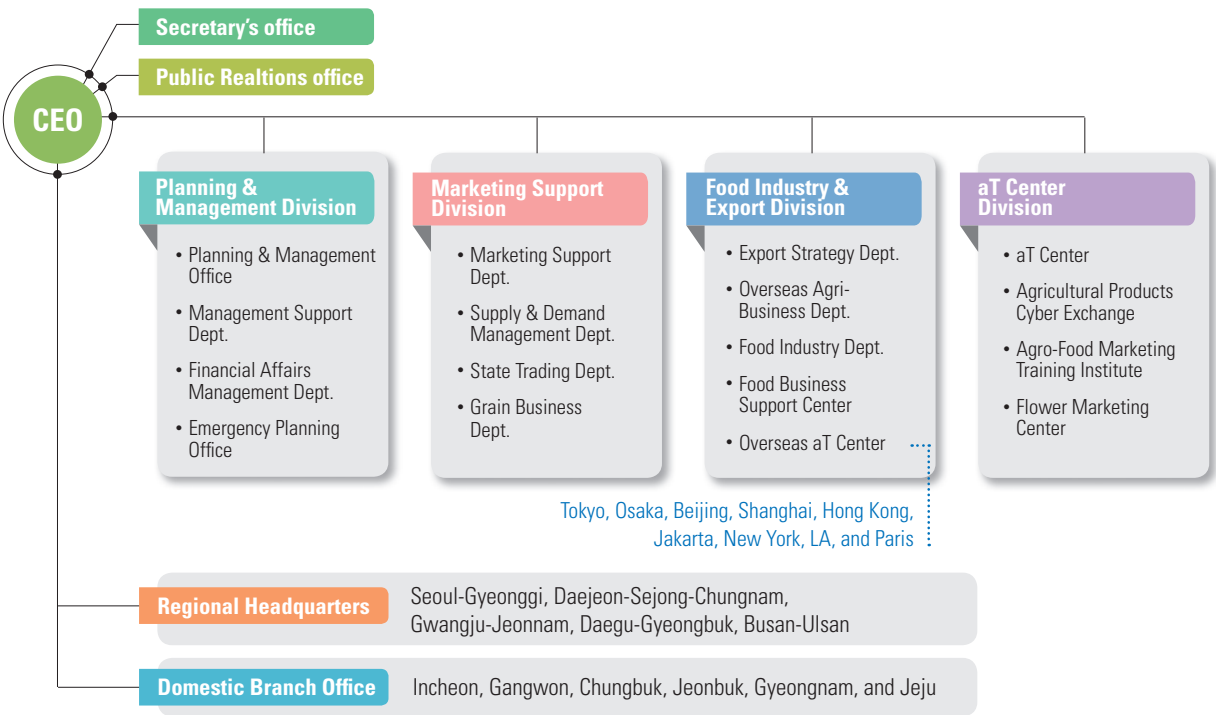 Secretary's office
Public Realtions office
CEO
Planning &
Management Division
• Planning & Management
Office
• Management Support
Dept.
• Financial Affairs
Management Dept.
• Emergency Planning
Office
Marketing Support
Division
• Marketing Support
Dept.
• Supply & Demand
Management Dept.
• State Trading Dept.
• Grain Business
Dept.
Food Industry &
Export Division
• Export Strategy Dept.
• Overseas Agri-
Business Dept.
• Food Industry Dept.
• Food Business
Support Center
• Overseas aT Center
Tokyo, Osaka, Beijing, Shanghai, Hong Kong,
Jakarta, New York, LA, and Paris
aT Center
Division
• aT Center
• Agricultural Products
Cyber Exchange
• Agro-Food Marketing
Training Institute
• Flower Marketing
Center
Regional Headquarters
Seoul-Gyeonggi, Daejeon-Sejong-Chungnam,
Gwangju-Jeonnam, Daegu-Gyeongbuk, Busan-Ulsan
Domestic Branch Office
Incheon, Gangwon, Chungbuk, Jeonbuk, Gyeongnam, and Jeju